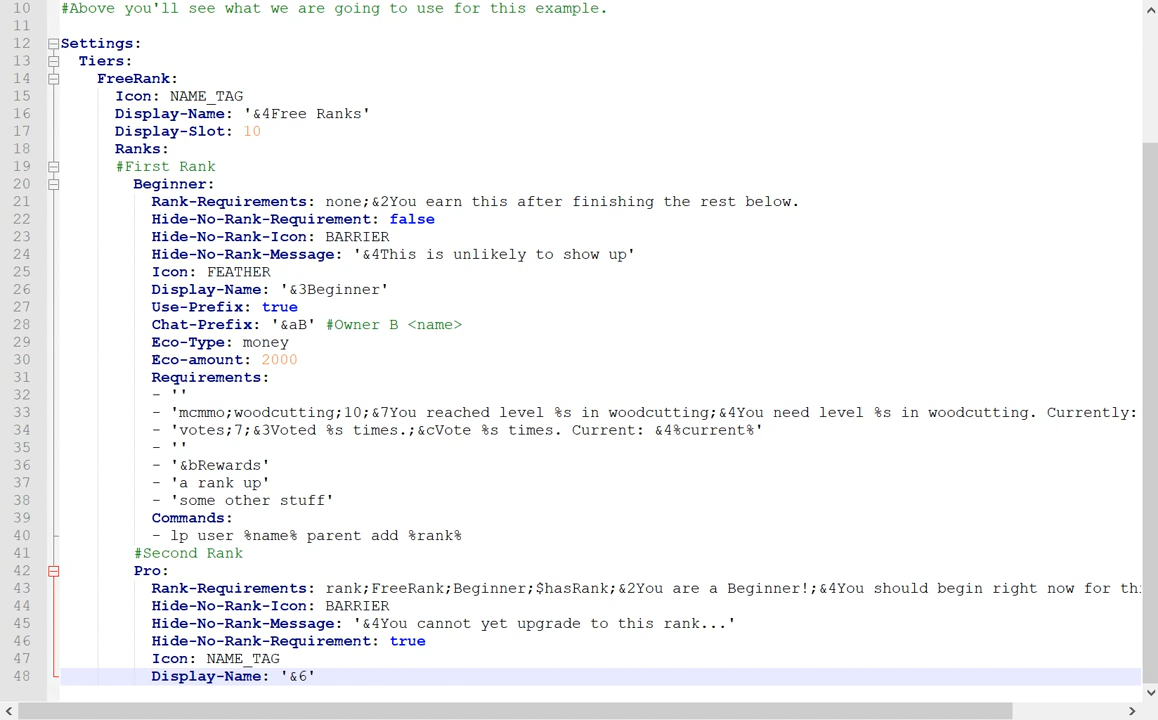 10 #Above you'll see what we are going to use for this example.
11
12 Settings:
13 Tiers:
14 FreeRank:
15 Icon: NAME_TAG
16 Display-Name: '&4Free Ranks'
17 Display-Slot: 10
18 Ranks:
19 #First Rank
20 Beginner:
21 Rank-Requirements: none;&2You earn this after finishing the rest below.
22 Hide-No-Rank-Requirement: false
23 Hide-No-Rank-Icon: BARRIER
24 Hide-No-Rank-Message: '&4This is unlikely to show up'
25 Icon: FEATHER
26 Display-Name: '&3Beginner'
27 Use-Prefix: true
28 Chat-Prefix: '&aB' #Owner B <name>
29 Eco-Type: money
30 Eco-amount: 2000
31 Requirements:
32 - ''
33 - 'mcmmo;woodcutting;10;&7You reached level %s in woodcutting;&4You need level %s in woodcutting. Currently:
34 - 'votes;7;&3Voted %s times.;&cVote %s times. Current: &4%current%'
35 - ''
36 - '&bRewards'
37 - 'a rank up'
38 - 'some other stuff'
39 Commands:
40 - lp user %name% parent add %rank%
41 #Second Rank
42 Pro:
43 Rank-Requirements: rank;FreeRank;Beginner;$hasRank;&2You are a Beginner!;&4You should begin right now for thi
44 Hide-No-Rank-Icon: BARRIER
45 Hide-No-Rank-Message: '&4You cannot yet upgrade to this rank...'
46 Hide-No-Rank-Requirement: true
47 Icon: NAME_TAG
48 Display-Name: '&6'